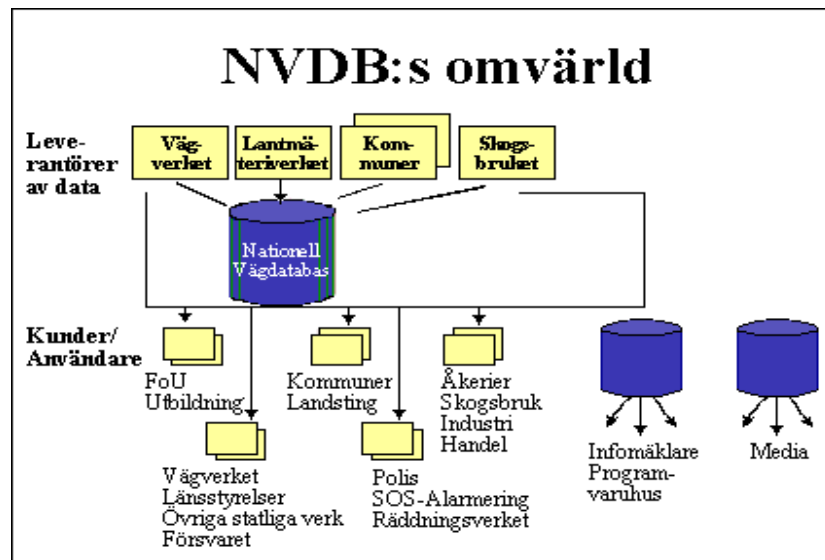 NVDB:s omvärld
Leve-
rantörer
av data
Väg-
verket
Lantmä-
teriverket
Kom-
muner
Skogs-
bruket
Nationell
Vägdatabas
Kunder/
Användare
FoU
Utbildning
Kommuner
Landsting
Åkerier
Skogsbruk
Industri
Handel
Vägverket
Länsstyrelser
Övriga statliga verk
Försvaret
Polis
SOS-Alarmering
Räddningsverket
Infomäklare
Program-
varuhus
Media